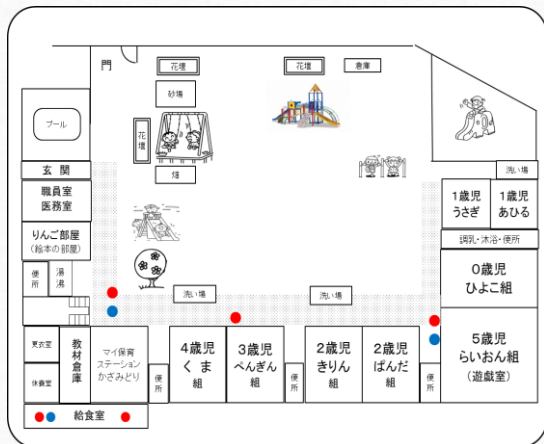 門
花壇
花壇
倉庫
砂場
プール
花壇
畑
玄関
洗い場
職員室
医務室
1歳児
うさぎ
1歳児
あひる
りんご部屋
(絵本の部屋)
調乳・沐浴・便所
便所
湯沸
0歳児
ひよこ組
洗い場
洗い場
更衣室
休養室
教材倉庫
マイ保育
ステーション
かざみどり
便所
4歳児
くま
組
3歳児
ぺんぎん
組
便所
2歳児
きりん
組
2歳児
ぱんだ
組
便所
5歳児
らいおん組
(遊戯室)
給食室